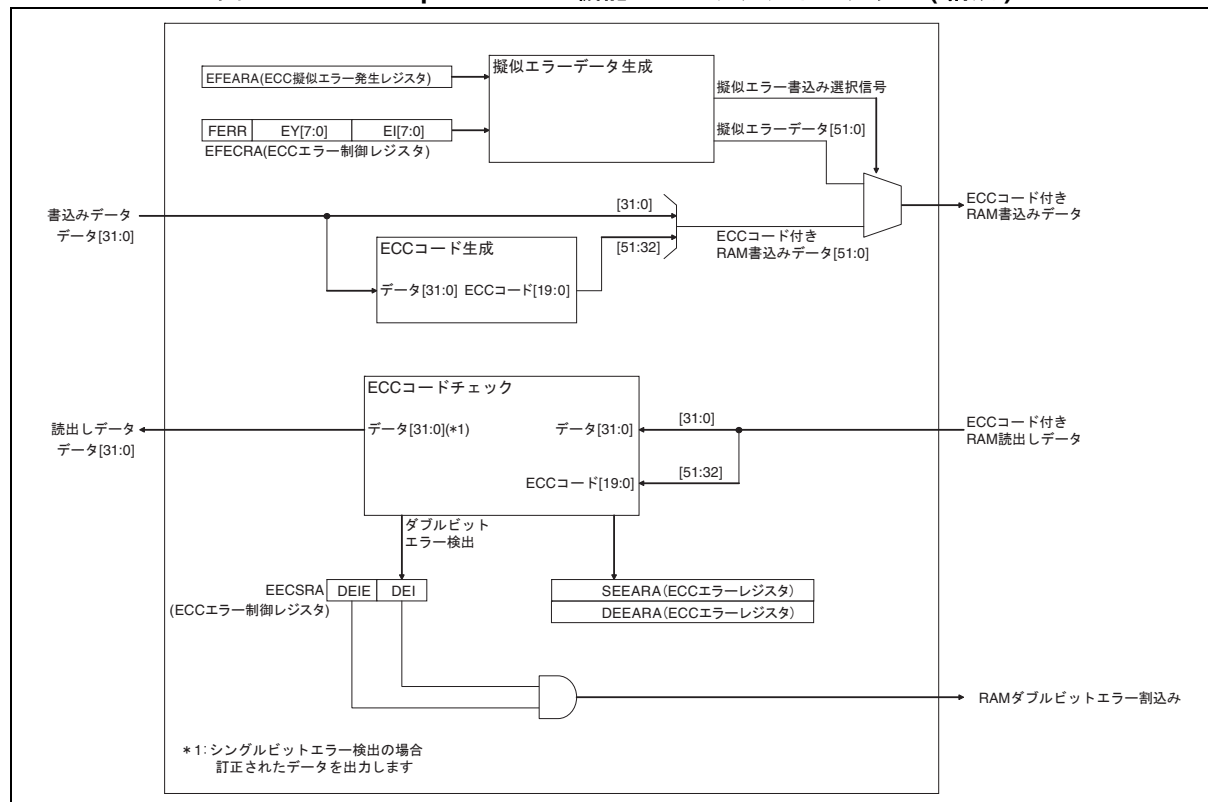 EFEARA(ECC擬似エラー発生レジスタ)
擬似エラーデータ生成
擬似エラー書込み選択信号
FERR EY[7:0] EI[7:0]
擬似エラーデータ[51:0]
EFECRA(ECCエラー制御レジスタ)
書込みデータ
データ[31:0]
[31:0]
ECCコード付き
RAM書込みデータ
ECCコード生成
[51:32]
ECCコード付き
RAM書込みデータ[51:0]
データ[31:0] ECCコード[19:0]
ECCコードチェック
読出しデータ
データ[31:0]
データ[31:0](*1)
データ[31:0]
[31:0]
ECCコード付き
RAM読出しデータ
ECCコード[19:0]
[51:32]
ダブルビット
エラー検出
EECSRA DEIE DEI
(ECCエラー制御レジスタ)
SEEARA(ECCエラーレジスタ)
DEEARA(ECCエラーレジスタ)
RAMダブルビットエラー割込み
*1:シングルビットエラー検出の場合
訂正されたデータを出力します